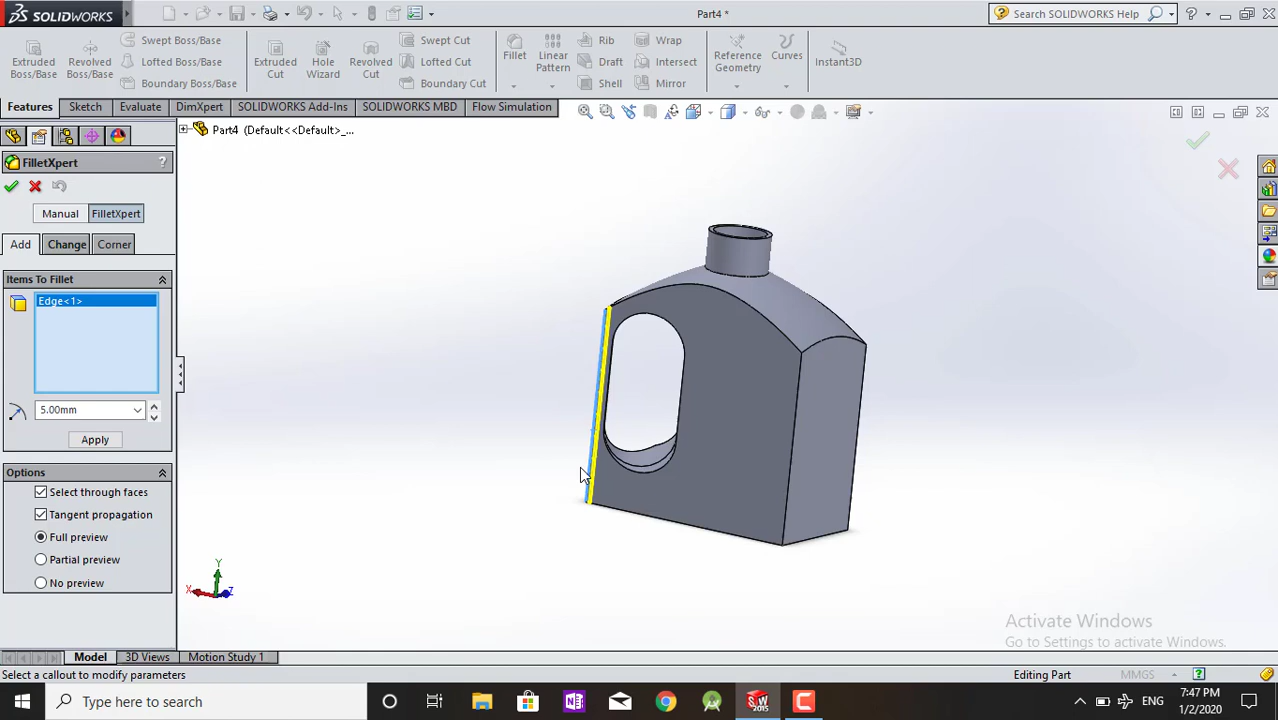 SOLIDWORKS
Part4 *
Search SOLIDWORKS Help
Extruded Boss/Base
Revolved Boss/Base
Swept Boss/Base
Lofted Boss/Base
Boundary Boss/Base
Extruded Cut
Hole Wizard
Revolved Cut
Swept Cut
Lofted Cut
Boundary Cut
Fillet
Linear Pattern
Rib
Draft
Shell
Wrap
Intersect
Mirror
Reference Geometry
Curves
Instant3D
Features Sketch Evaluate DimXpert SOLIDWORKS Add-Ins SOLIDWORKS MBD Flow Simulation
Part4 (Default<<Default>_...
FilletXpert ?
Manual FilletXpert
Add Change Corner
Items To Fillet
Edge<1>
5.00mm
Apply
Options
Select through faces
Tangent propagation
Full preview
Partial preview
No preview
Y
X
Z
Activate Windows
Go to Settings to activate Windows.
Model 3D Views Motion Study 1
Select a callout to modify parameters
Editing Part
MMGS
?
Type here to search
SW
2015
ENG
7:47 PM
1/2/2020